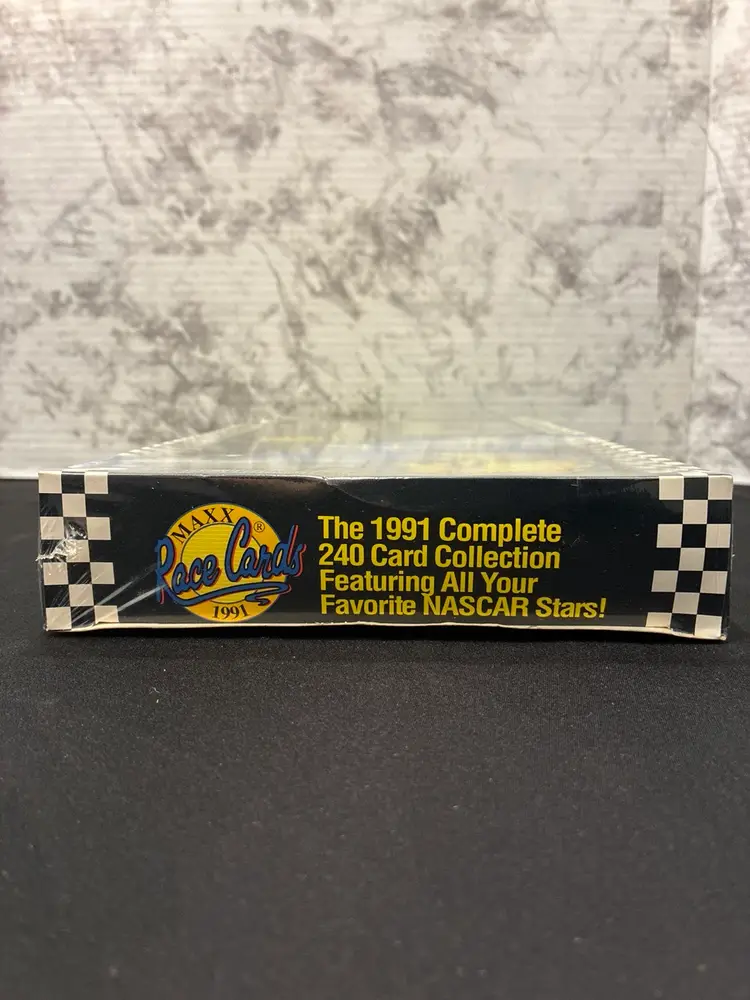 MAXX ®
Race Cards
1991
The 1991 Complete
240 Card Collection
Featuring All Your
Favorite NASCAR Stars!